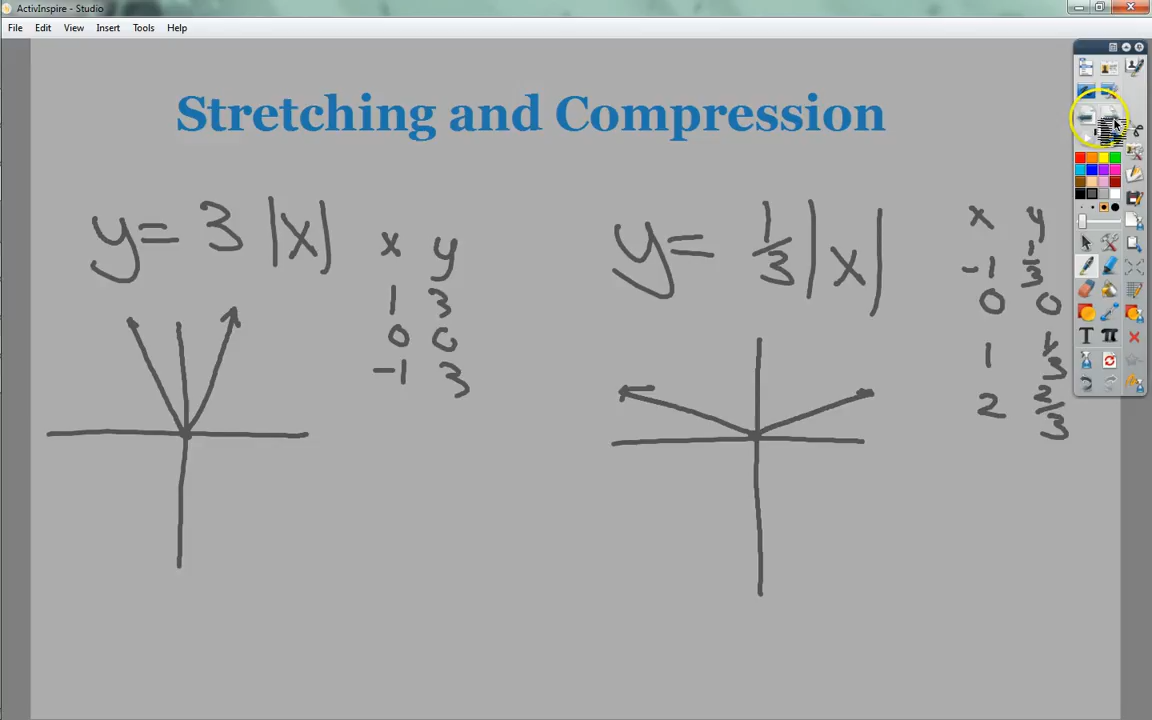 ActivInspire - Studio
File Edit View Insert Tools Help
Stretching and Compression
y= 3 |x|
x y
1 3
0 0
-1 3
y= 1/3 |x|
x y
-1 1/3
0 0
1 1/3
2 2/3